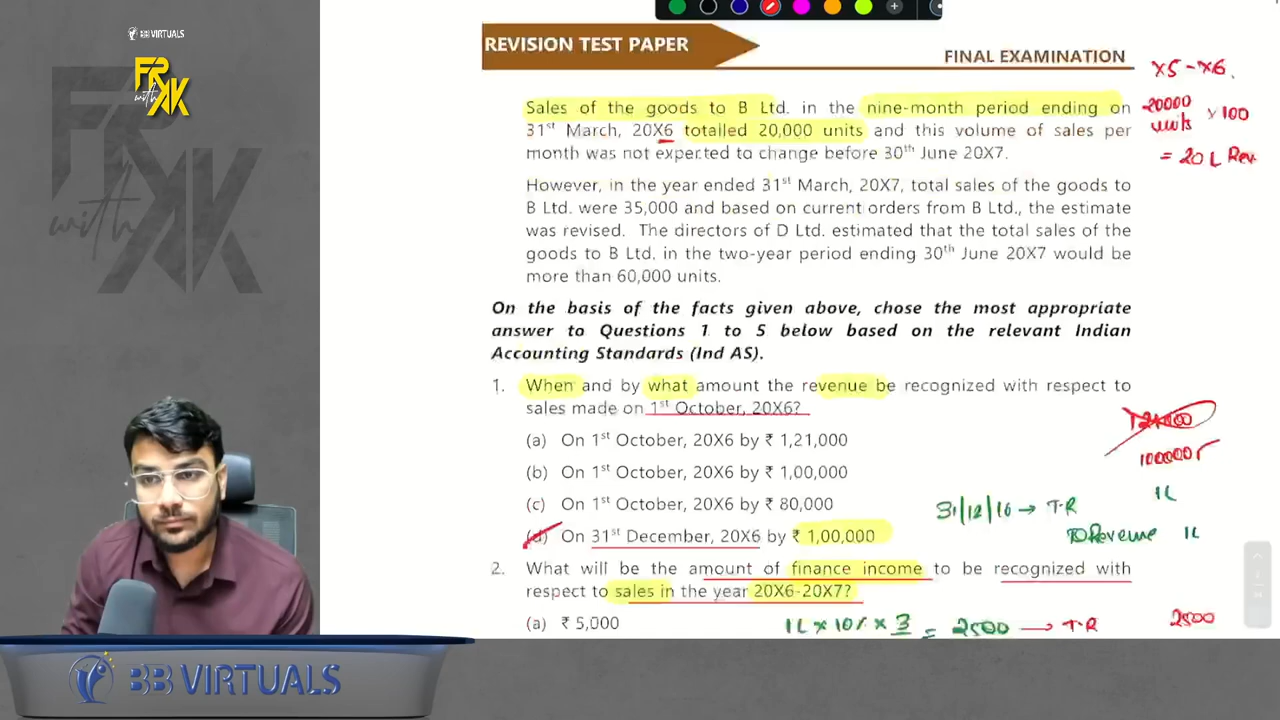 BB VIRTUALS
FR
with
AK
REVISION TEST PAPER
FINAL EXAMINATION
Sales of the goods to B Ltd. in the nine-month period ending on
31st March, 20X6 totalled 20,000 units and this volume of sales per
month was not expected to change before 30th June 20X7.
However, in the year ended 31st March, 20X7, total sales of the goods to
B Ltd. were 35,000 and based on current orders from B Ltd., the estimate
was revised. The directors of D Ltd. estimated that the total sales of the
goods to B Ltd. in the two-year period ending 30th June 20X7 would be
more than 60,000 units.
X5-X6.
20000
units × 100
= 20 L Rev
On the basis of the facts given above, chose the most appropriate
answer to Questions 1 to 5 below based on the relevant Indian
Accounting Standards (Ind AS).
1. When and by what amount the revenue be recognized with respect to
sales made on 1st October, 20X6?
(a) On 1st October, 20X6 by ₹ 1,21,000
(b) On 1st October, 20X6 by ₹ 1,00,000
(c) On 1st October, 20X6 by ₹ 80,000
(d) On 31st December, 20X6 by ₹ 1,00,000
121000
100000
31/12/16 → T·R 1L
To Revenue 1L
2. What will be the amount of finance income to be recognized with
respect to sales in the year 20X6-20X7?
(a) ₹ 5,000
1L × 10% × 3 = 2500 → T·R 2500
BB VIRTUALS